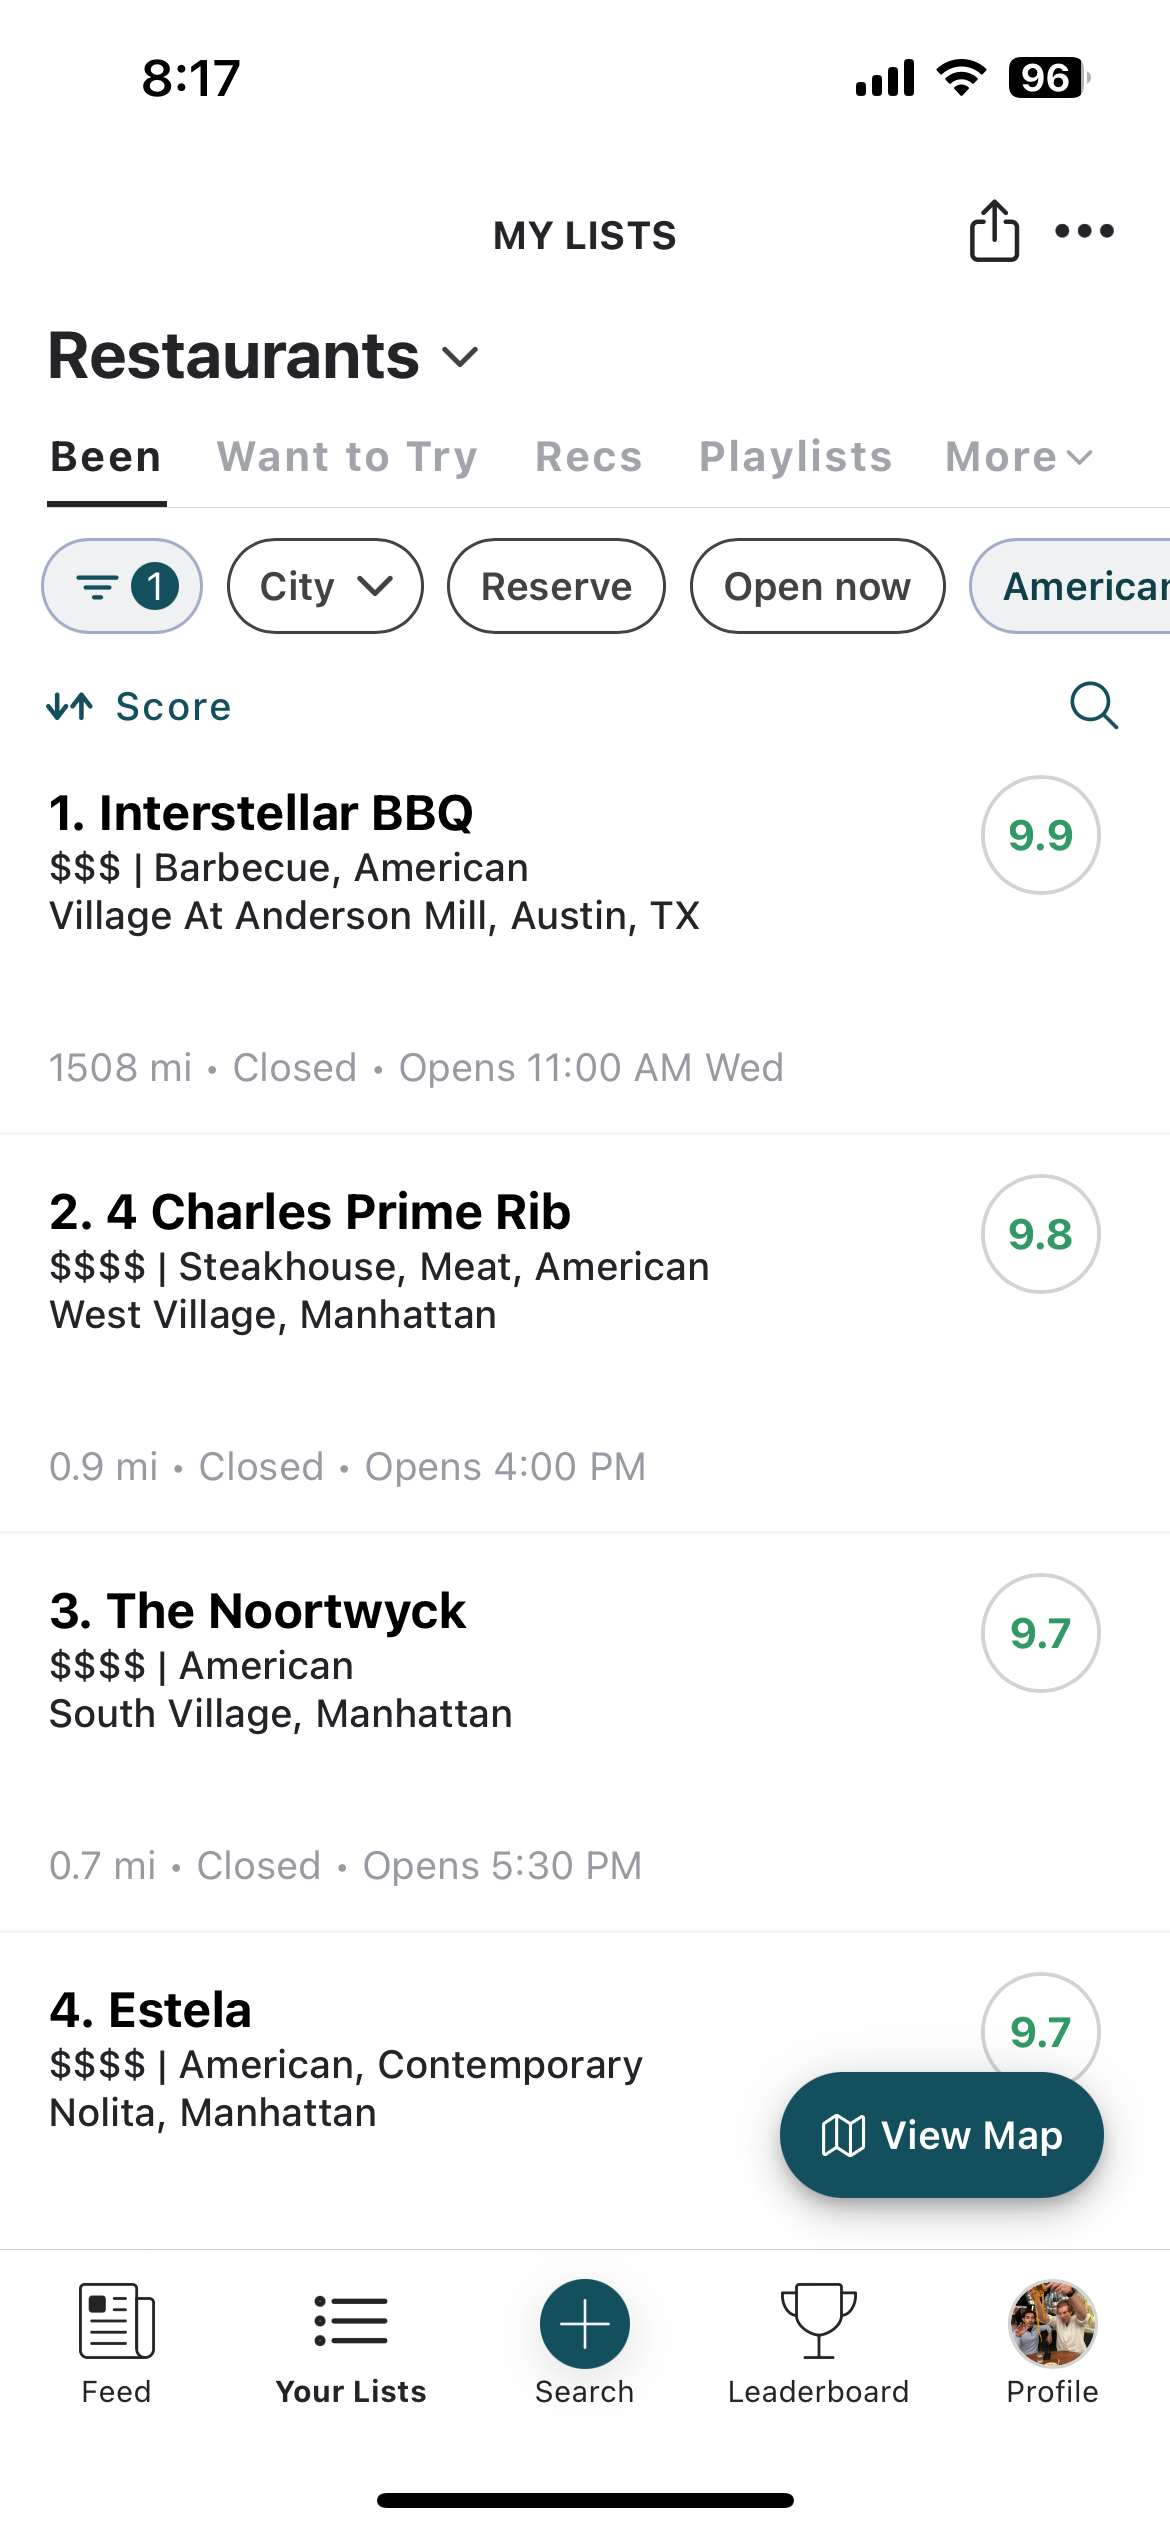 8:17
96
MY LISTS
Restaurants
Been Want to Try Recs Playlists More
1 City Reserve Open now American
Score
1. Interstellar BBQ
9.9
$$$ | Barbecue, American
Village At Anderson Mill, Austin, TX
1508 mi • Closed • Opens 11:00 AM Wed
2. 4 Charles Prime Rib
9.8
$$$$ | Steakhouse, Meat, American
West Village, Manhattan
0.9 mi • Closed • Opens 4:00 PM
3. The Noortwyck
9.7
$$$$ | American
South Village, Manhattan
0.7 mi • Closed • Opens 5:30 PM
4. Estela
9.7
$$$$ | American, Contemporary
Nolita, Manhattan
View Map
Feed Your Lists Search Leaderboard Profile